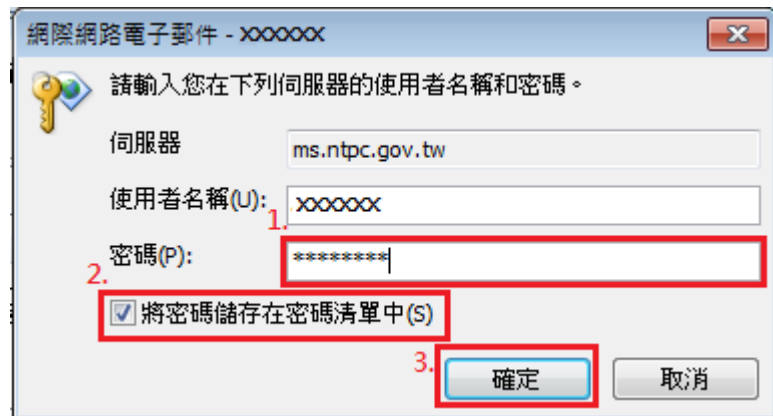 網際網路電子郵件 - XXXXXX
請輸入您在下列伺服器的使用者名稱和密碼。
伺服器 ms.ntpc.gov.tw
使用者名稱(U): XXXXXX
1.
密碼(P): ********
2.
將密碼儲存在密碼清單中(S)
3.
確定 取消